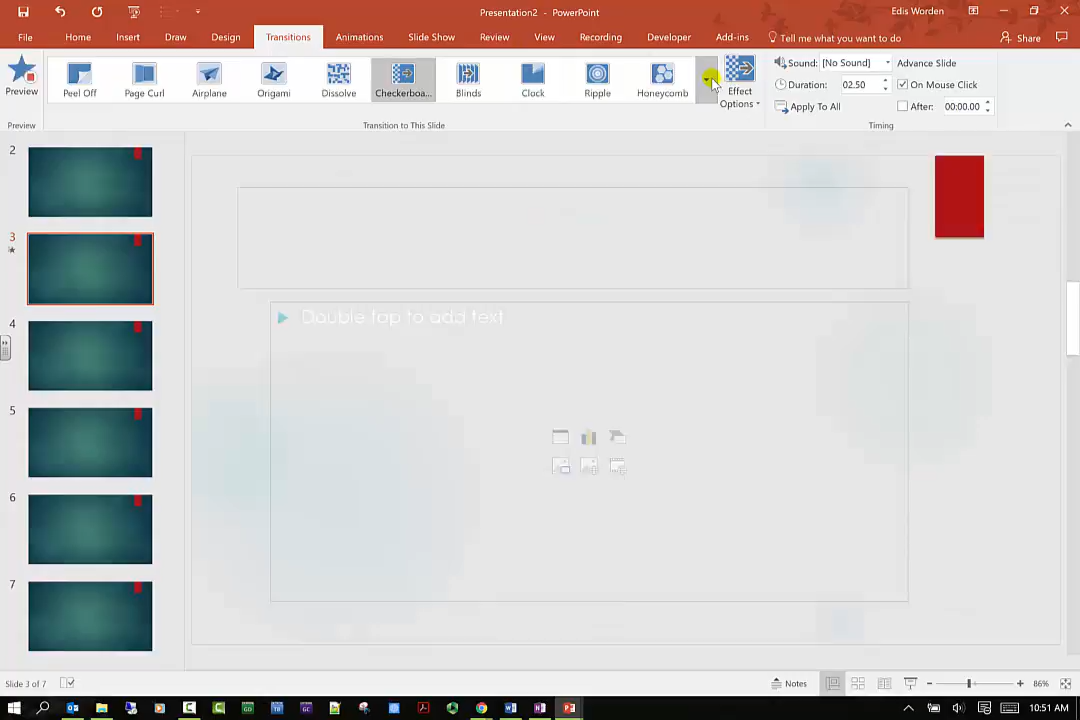 Presentation2 - PowerPoint
Edis Worden
File Home Insert Draw Design Transitions Animations Slide Show Review View Recording Developer Add-ins Tell me what you want to do Share
Preview
Peel Off Page Curl Airplane Origami Dissolve Checkerboa... Blinds Clock Ripple Honeycomb
Effect
Options
Sound: [No Sound] Advance Slide
Duration: 02.50 On Mouse Click
Apply To All After: 00:00.00
Preview Transition to This Slide Timing
2
3
4
5
6
7
Double tap to add text
Slide 3 of 7 Notes 86%
10:51 AM